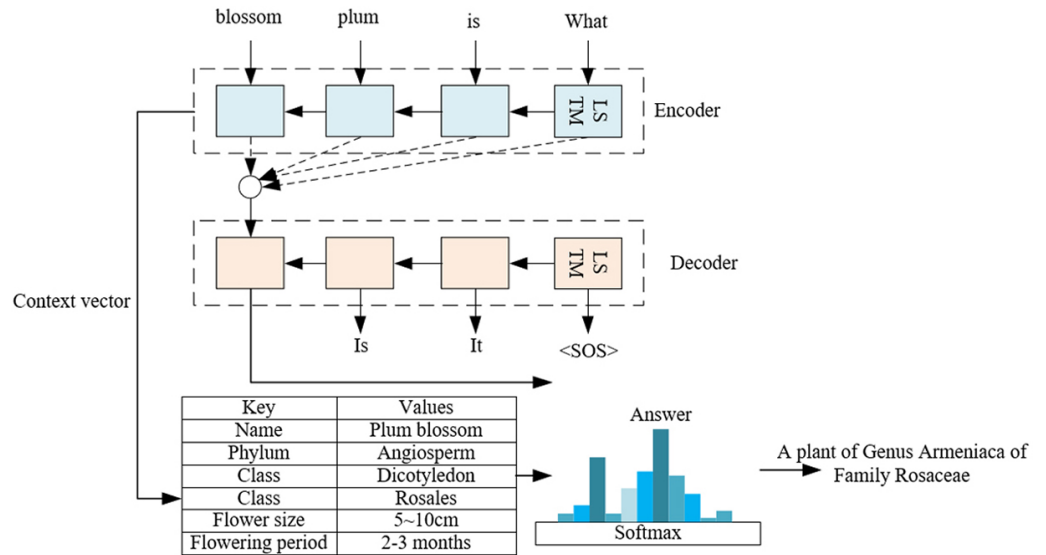 blossom plum is What
LS
TM
Encoder
LS
TM
Decoder
Context vector
Is It <SOS>
Key Values
Name Plum blossom
Phylum Angiosperm
Class Dicotyledon
Class Rosales
Flower size 5~10cm
Flowering period 2-3 months
Answer
Softmax
A plant of Genus Armeniaca of
Family Rosaceae